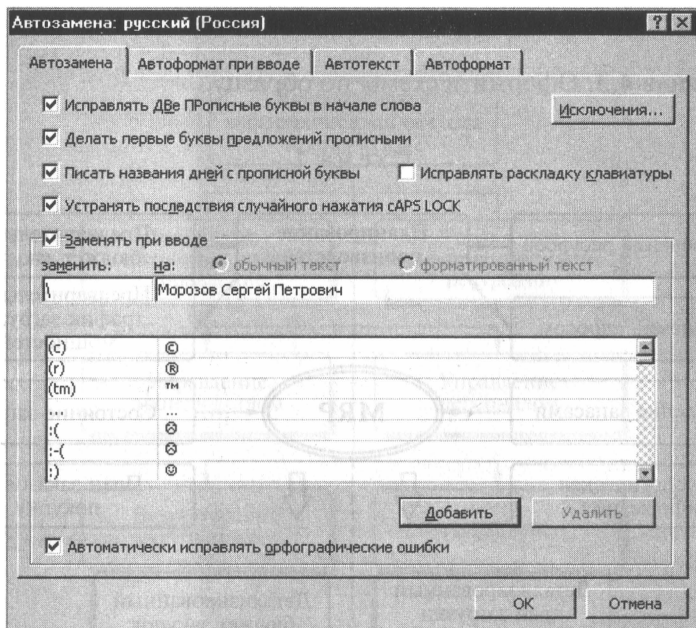 Автозамена: русский (Россия)
Автозамена Автоформат при вводе Автотекст Автоформат
Исправлять ДВе ПРописные буквы в начале слова Исключения...
Делать первые буквы предложений прописными
Писать названия дней с прописной буквы Исправлять раскладку клавиатуры
Устранять последствия случайного нажатия cAPS LOCK
Заменять при вводе
заменить: на: обычный текст форматированный текст
\ Морозов Сергей Петрович
(c) ©
(r) ®
(tm) ™
...
:( ☹
:-( ☹
:) ☺
Добавить Удалить
Автоматически исправлять орфографические ошибки
ОК Отмена
MRP